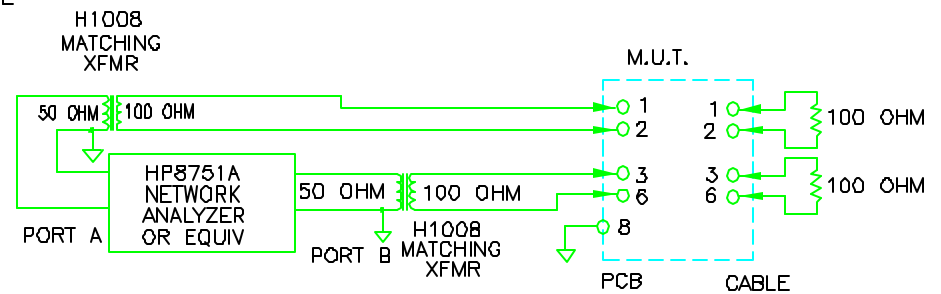 H1008
MATCHING
XFMR
M.U.T.
50 OHM
100 OHM
1
2
3
6
8
1
2
3
6
100 OHM
100 OHM
HP8751A
NETWORK
ANALYZER
OR EQUIV
50 OHM
100 OHM
PORT A
PORT B
H1008
MATCHING
XFMR
PCB
CABLE